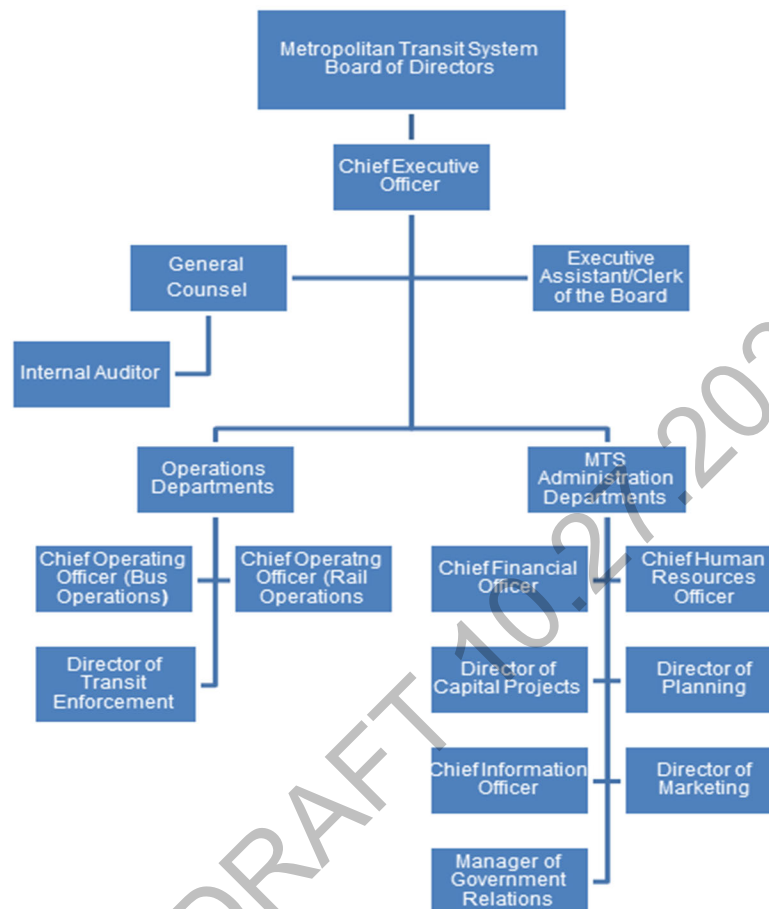 Metropolitan Transit System
Board of Directors
Chief Executive
Officer
General
Counsel
Executive
Assistant/Clerk
of the Board
Internal Auditor
Operations
Departments
MTS
Administration
Departments
Chief Operating
Officer (Bus
Operations)
Chief Operatng
Officer (Rail
Operations
Chief Financial
Officer
Chief Human
Resources
Officer
Director of
Transit
Enforcement
Director of
Capital Projects
Director of
Planning
Chief Information
Officer
Director of
Marketing
Manager of
Government
Relations
DRAFT 10.27.202